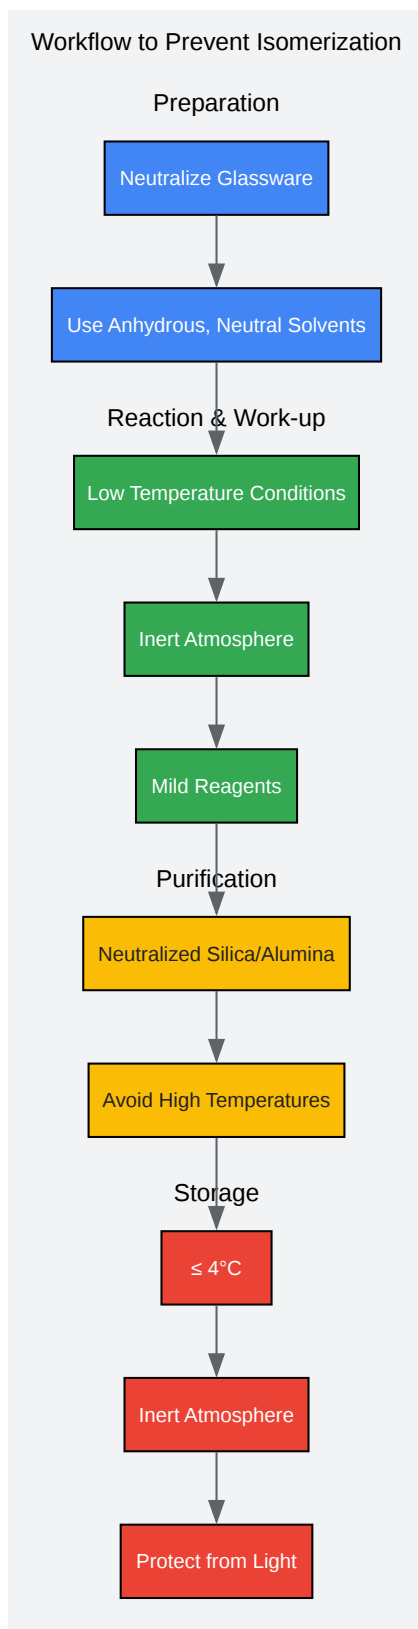 Workflow to Prevent Isomerization
Preparation
Neutralize Glassware
Use Anhydrous, Neutral Solvents
Reaction & Work-up
Low Temperature Conditions
Inert Atmosphere
Mild Reagents
Purification
Neutralized Silica/Alumina
Avoid High Temperatures
Storage
≤ 4°C
Inert Atmosphere
Protect from Light